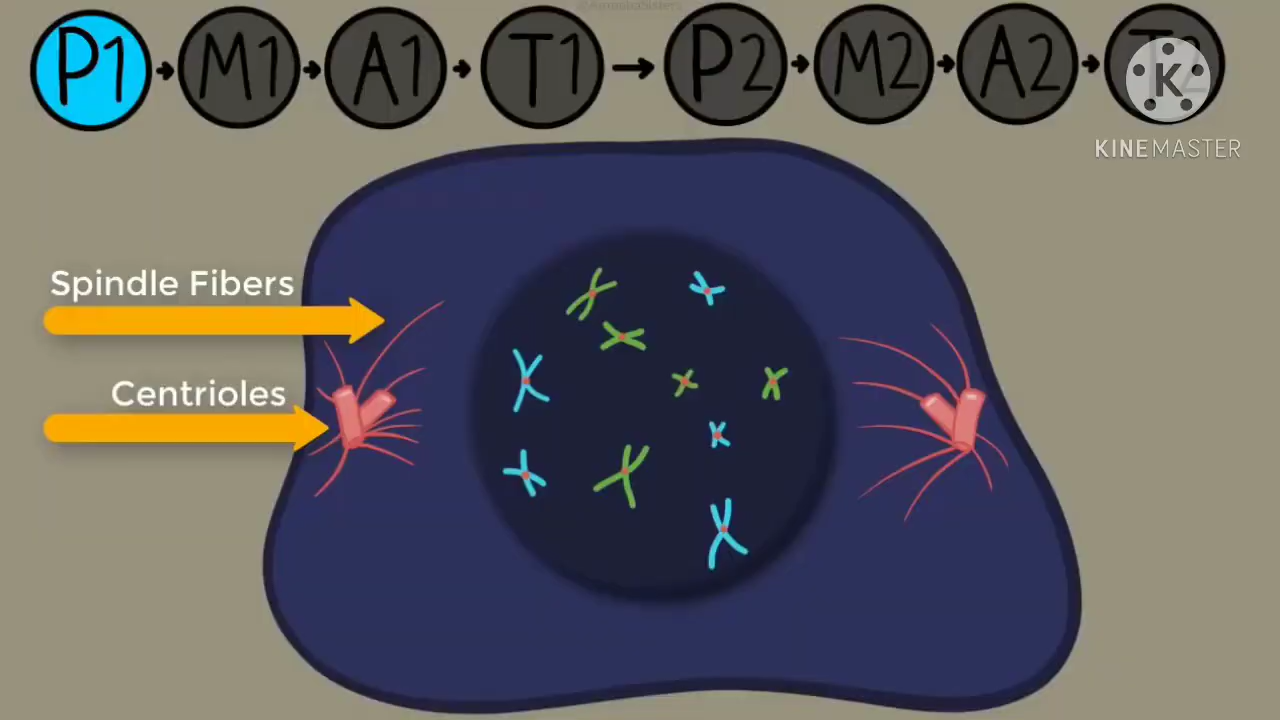 P1 M1 A1 T1 P2 M2 A2
K
KINEMASTER
Spindle Fibers
Centrioles